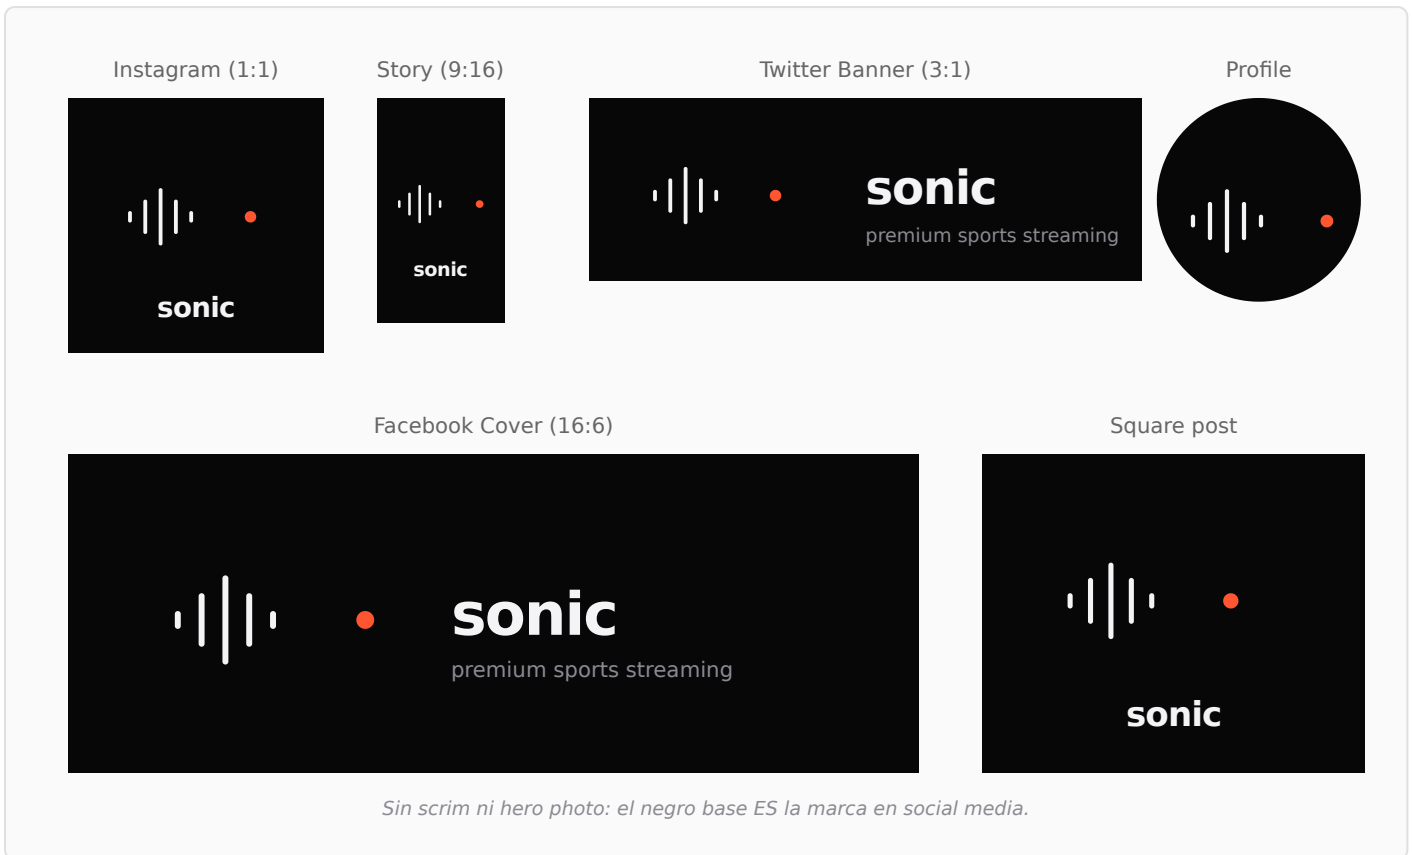 Instagram (1:1)
Story (9:16)
Twitter Banner (3:1)
Profile
sonic
sonic
sonic
premium sports streaming
Facebook Cover (16:6)
Square post
sonic
premium sports streaming
sonic
Sin scrim ni hero photo: el negro base ES la marca en social media.